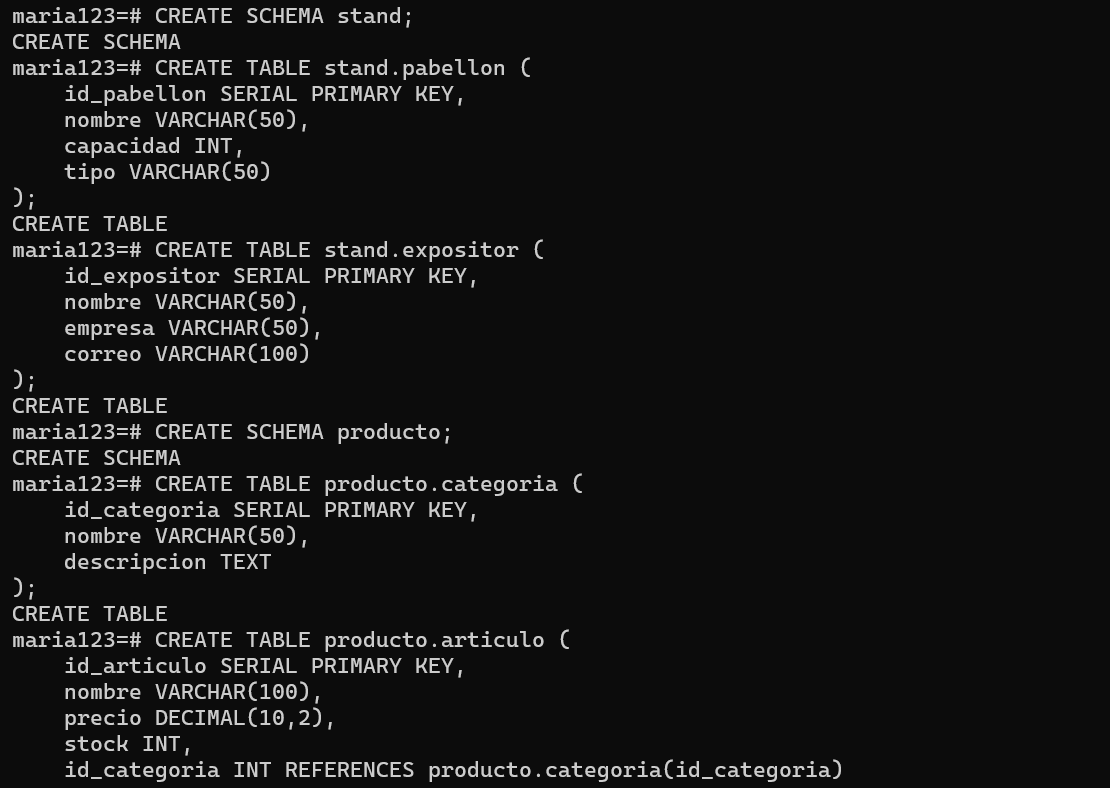 maria123=# CREATE SCHEMA stand;
CREATE SCHEMA
maria123=# CREATE TABLE stand.pabellon (
    id_pabellon SERIAL PRIMARY KEY,
    nombre VARCHAR(50),
    capacidad INT,
    tipo VARCHAR(50)
);
CREATE TABLE
maria123=# CREATE TABLE stand.expositor (
    id_expositor SERIAL PRIMARY KEY,
    nombre VARCHAR(50),
    empresa VARCHAR(50),
    correo VARCHAR(100)
);
CREATE TABLE
maria123=# CREATE SCHEMA producto;
CREATE SCHEMA
maria123=# CREATE TABLE producto.categoria (
    id_categoria SERIAL PRIMARY KEY,
    nombre VARCHAR(50),
    descripcion TEXT
);
CREATE TABLE
maria123=# CREATE TABLE producto.articulo (
    id_articulo SERIAL PRIMARY KEY,
    nombre VARCHAR(100),
    precio DECIMAL(10,2),
    stock INT,
    id_categoria INT REFERENCES producto.categoria(id_categoria)